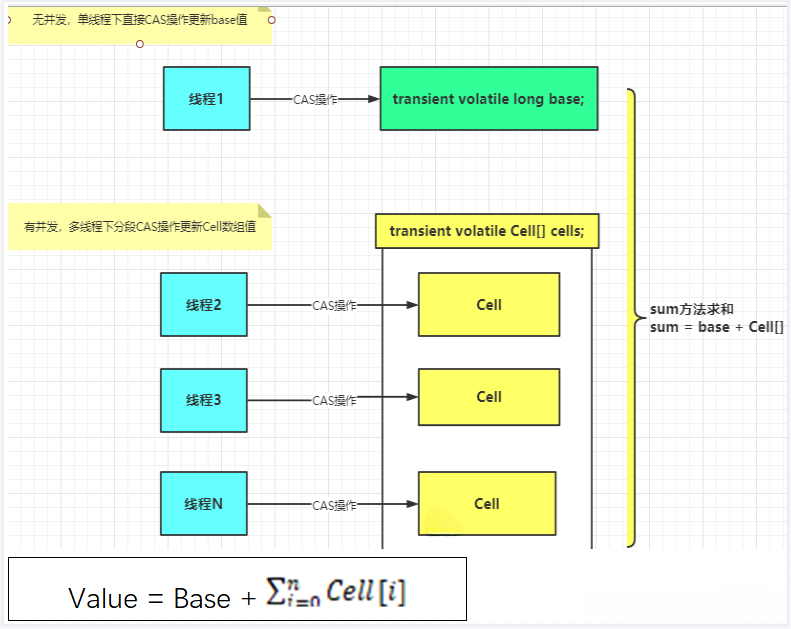 无并发，单线程下直接CAS操作更新base值
线程1
CAS操作
transient volatile long base;
有并发，多线程下分段CAS操作更新Cell数组值
transient volatile Cell[] cells;
线程2
CAS操作
Cell
sum方法求和
sum = base + Cell[]
线程3
CAS操作
Cell
线程N
CAS操作
Cell
Value = Base + ∑ⁿᵢ₌₀ Cell[i]